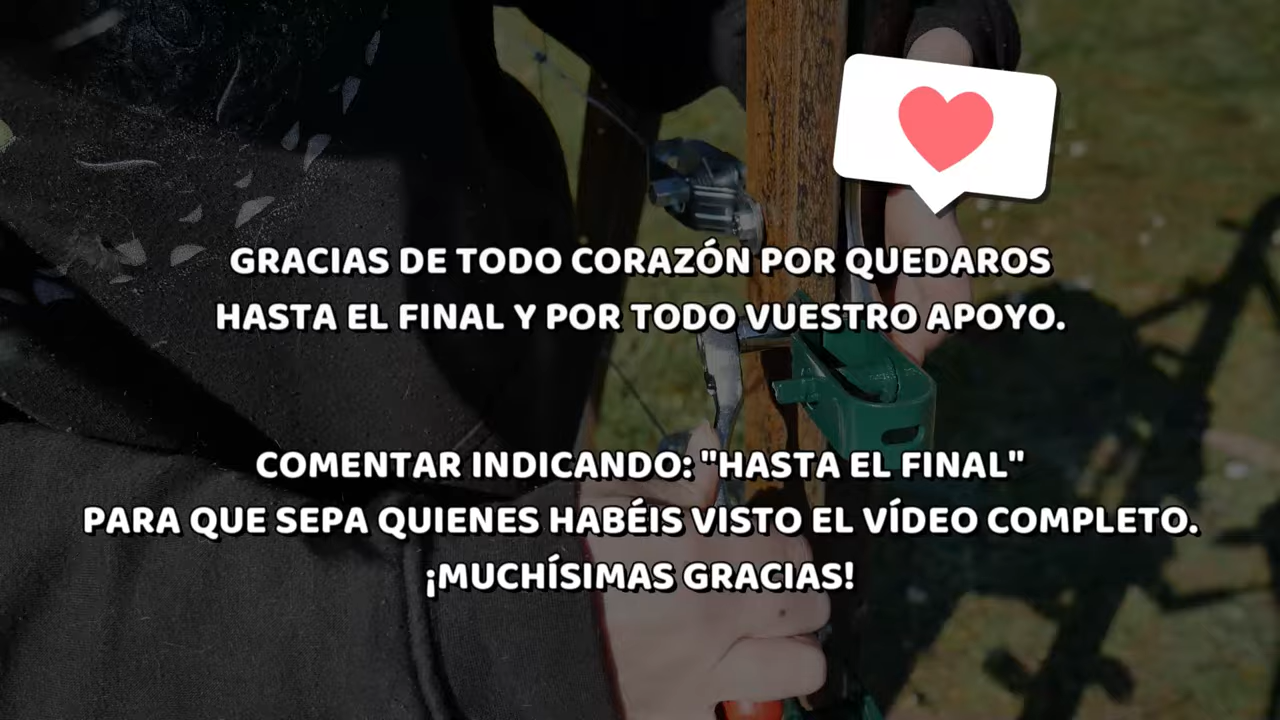 GRACIAS DE TODO CORAZÓN POR QUEDAROS
HASTA EL FINAL Y POR TODO VUESTRO APOYO.
COMENTAR INDICANDO: "HASTA EL FINAL"
PARA QUE SEPA QUIENES HABÉIS VISTO EL VÍDEO COMPLETO.
¡MUCHÍSIMAS GRACIAS!